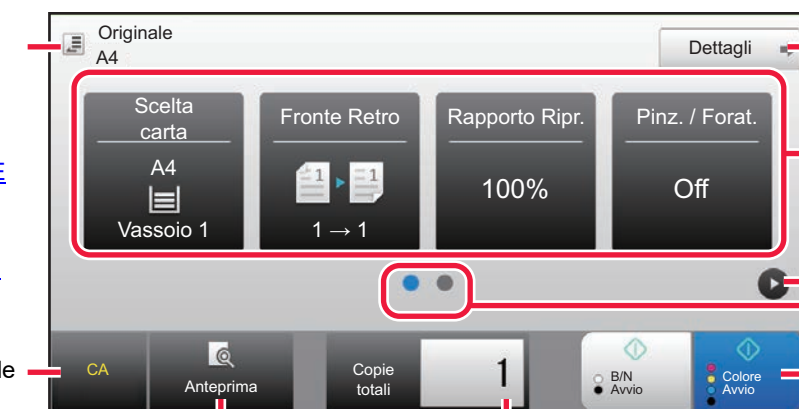 Originale
A4
Dettagli
Scelta
carta
A4
Vassoio 1
Fronte Retro
1
1
1 → 1
Rapporto Ripr.
100%
Pinz. / Forat.
Off
E
le
CA
Anteprima
Copie
totali
1
B/N
Avvio
Colore
Avvio